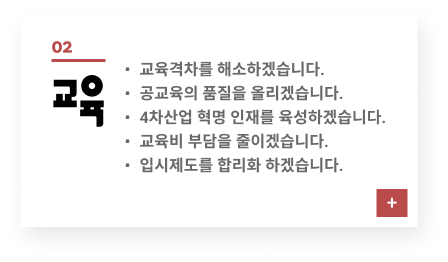 02
교육
• 교육격차를 해소하겠습니다.
• 공교육의 품질을 올리겠습니다.
• 4차산업 혁명 인재를 육성하겠습니다.
• 교육비 부담을 줄이겠습니다.
• 입시제도를 합리화 하겠습니다.
+